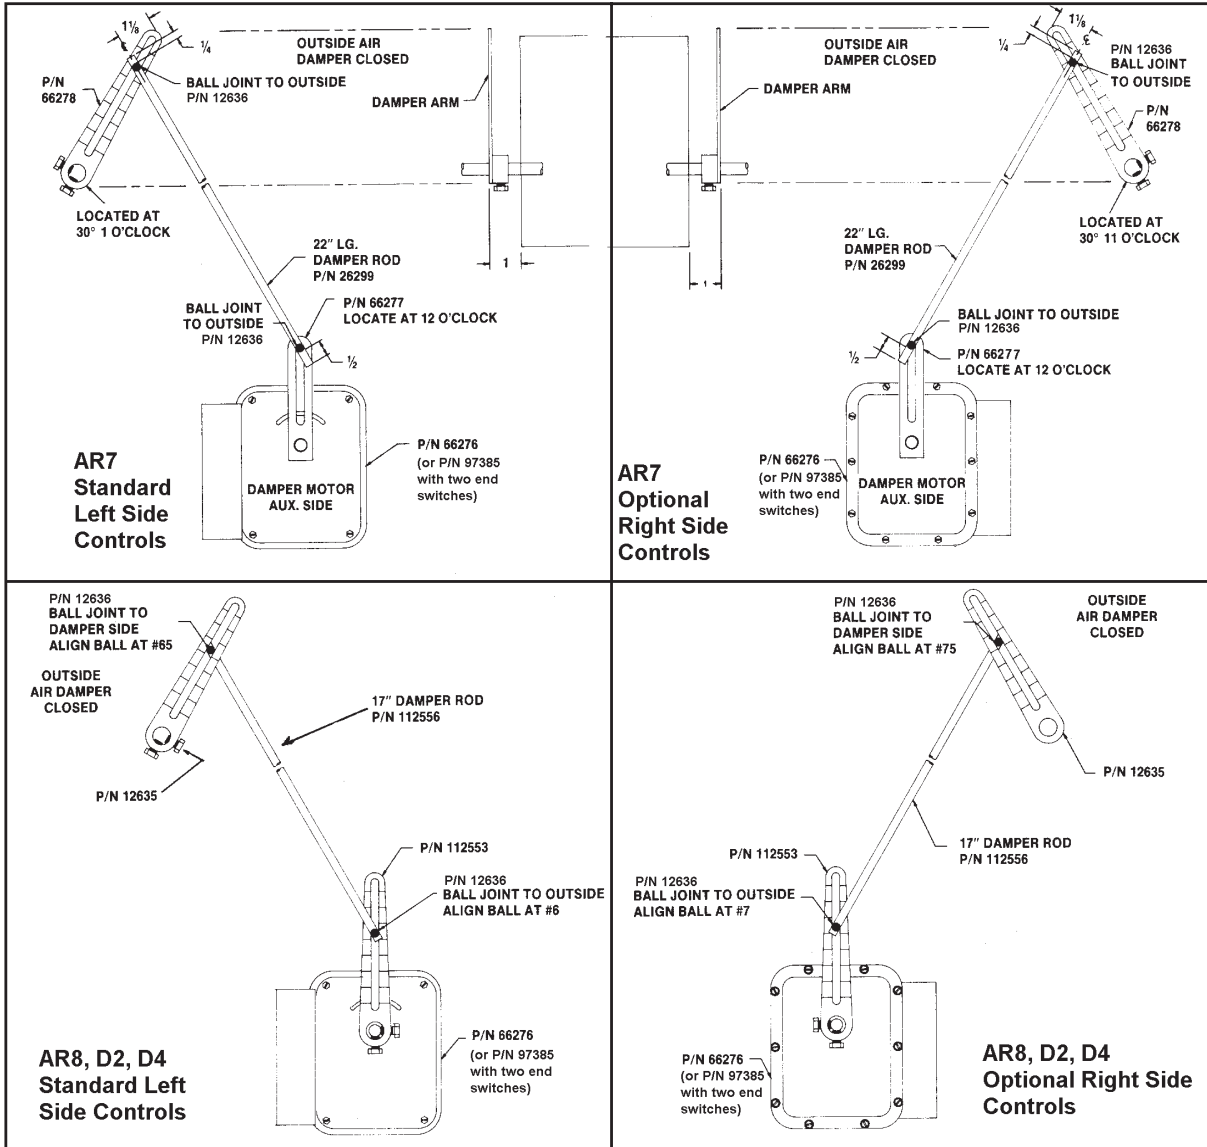 1 1/8
1/4
OUTSIDE AIR
DAMPER CLOSED
P/N
66278
BALL JOINT TO OUTSIDE
P/N 12636
DAMPER ARM
LOCATED AT
30° 1 O'CLOCK
1
22" LG.
DAMPER ROD
P/N 26299
BALL JOINT
TO OUTSIDE
P/N 12636
P/N 66277
LOCATE AT 12 O'CLOCK
1/2
P/N 66276
(or P/N 97385
with two end
switches)
DAMPER MOTOR
AUX. SIDE
AR7
Standard
Left Side
Controls
1 1/8
1/4
OUTSIDE AIR
DAMPER CLOSED
P/N 12636
BALL JOINT
TO OUTSIDE
DAMPER ARM
P/N
66278
LOCATED AT
30° 11 O'CLOCK
1
22" LG.
DAMPER ROD
P/N 26299
BALL JOINT TO OUTSIDE
P/N 12636
1/2
P/N 66277
LOCATE AT 12 O'CLOCK
P/N 66276
(or P/N 97385
with two end
switches)
DAMPER MOTOR
AUX. SIDE
AR7
Optional
Right Side
Controls
P/N 12636
BALL JOINT TO
DAMPER SIDE
ALIGN BALL AT #65
OUTSIDE
AIR DAMPER
CLOSED
17" DAMPER ROD
P/N 112556
P/N 12635
P/N 112553
P/N 12636
BALL JOINT TO OUTSIDE
ALIGN BALL AT #6
P/N 66276
(or P/N 97385
with two end
switches)
AR8, D2, D4
Standard Left
Side Controls
P/N 12636
BALL JOINT TO
DAMPER SIDE
ALIGN BALL AT #75
OUTSIDE
AIR DAMPER
CLOSED
P/N 12635
17" DAMPER ROD
P/N 112556
P/N 112553
P/N 12636
BALL JOINT TO OUTSIDE
ALIGN BALL AT #7
P/N 66276
(or P/N 97385
with two end
switches)
AR8, D2, D4
Optional Right Side
Controls